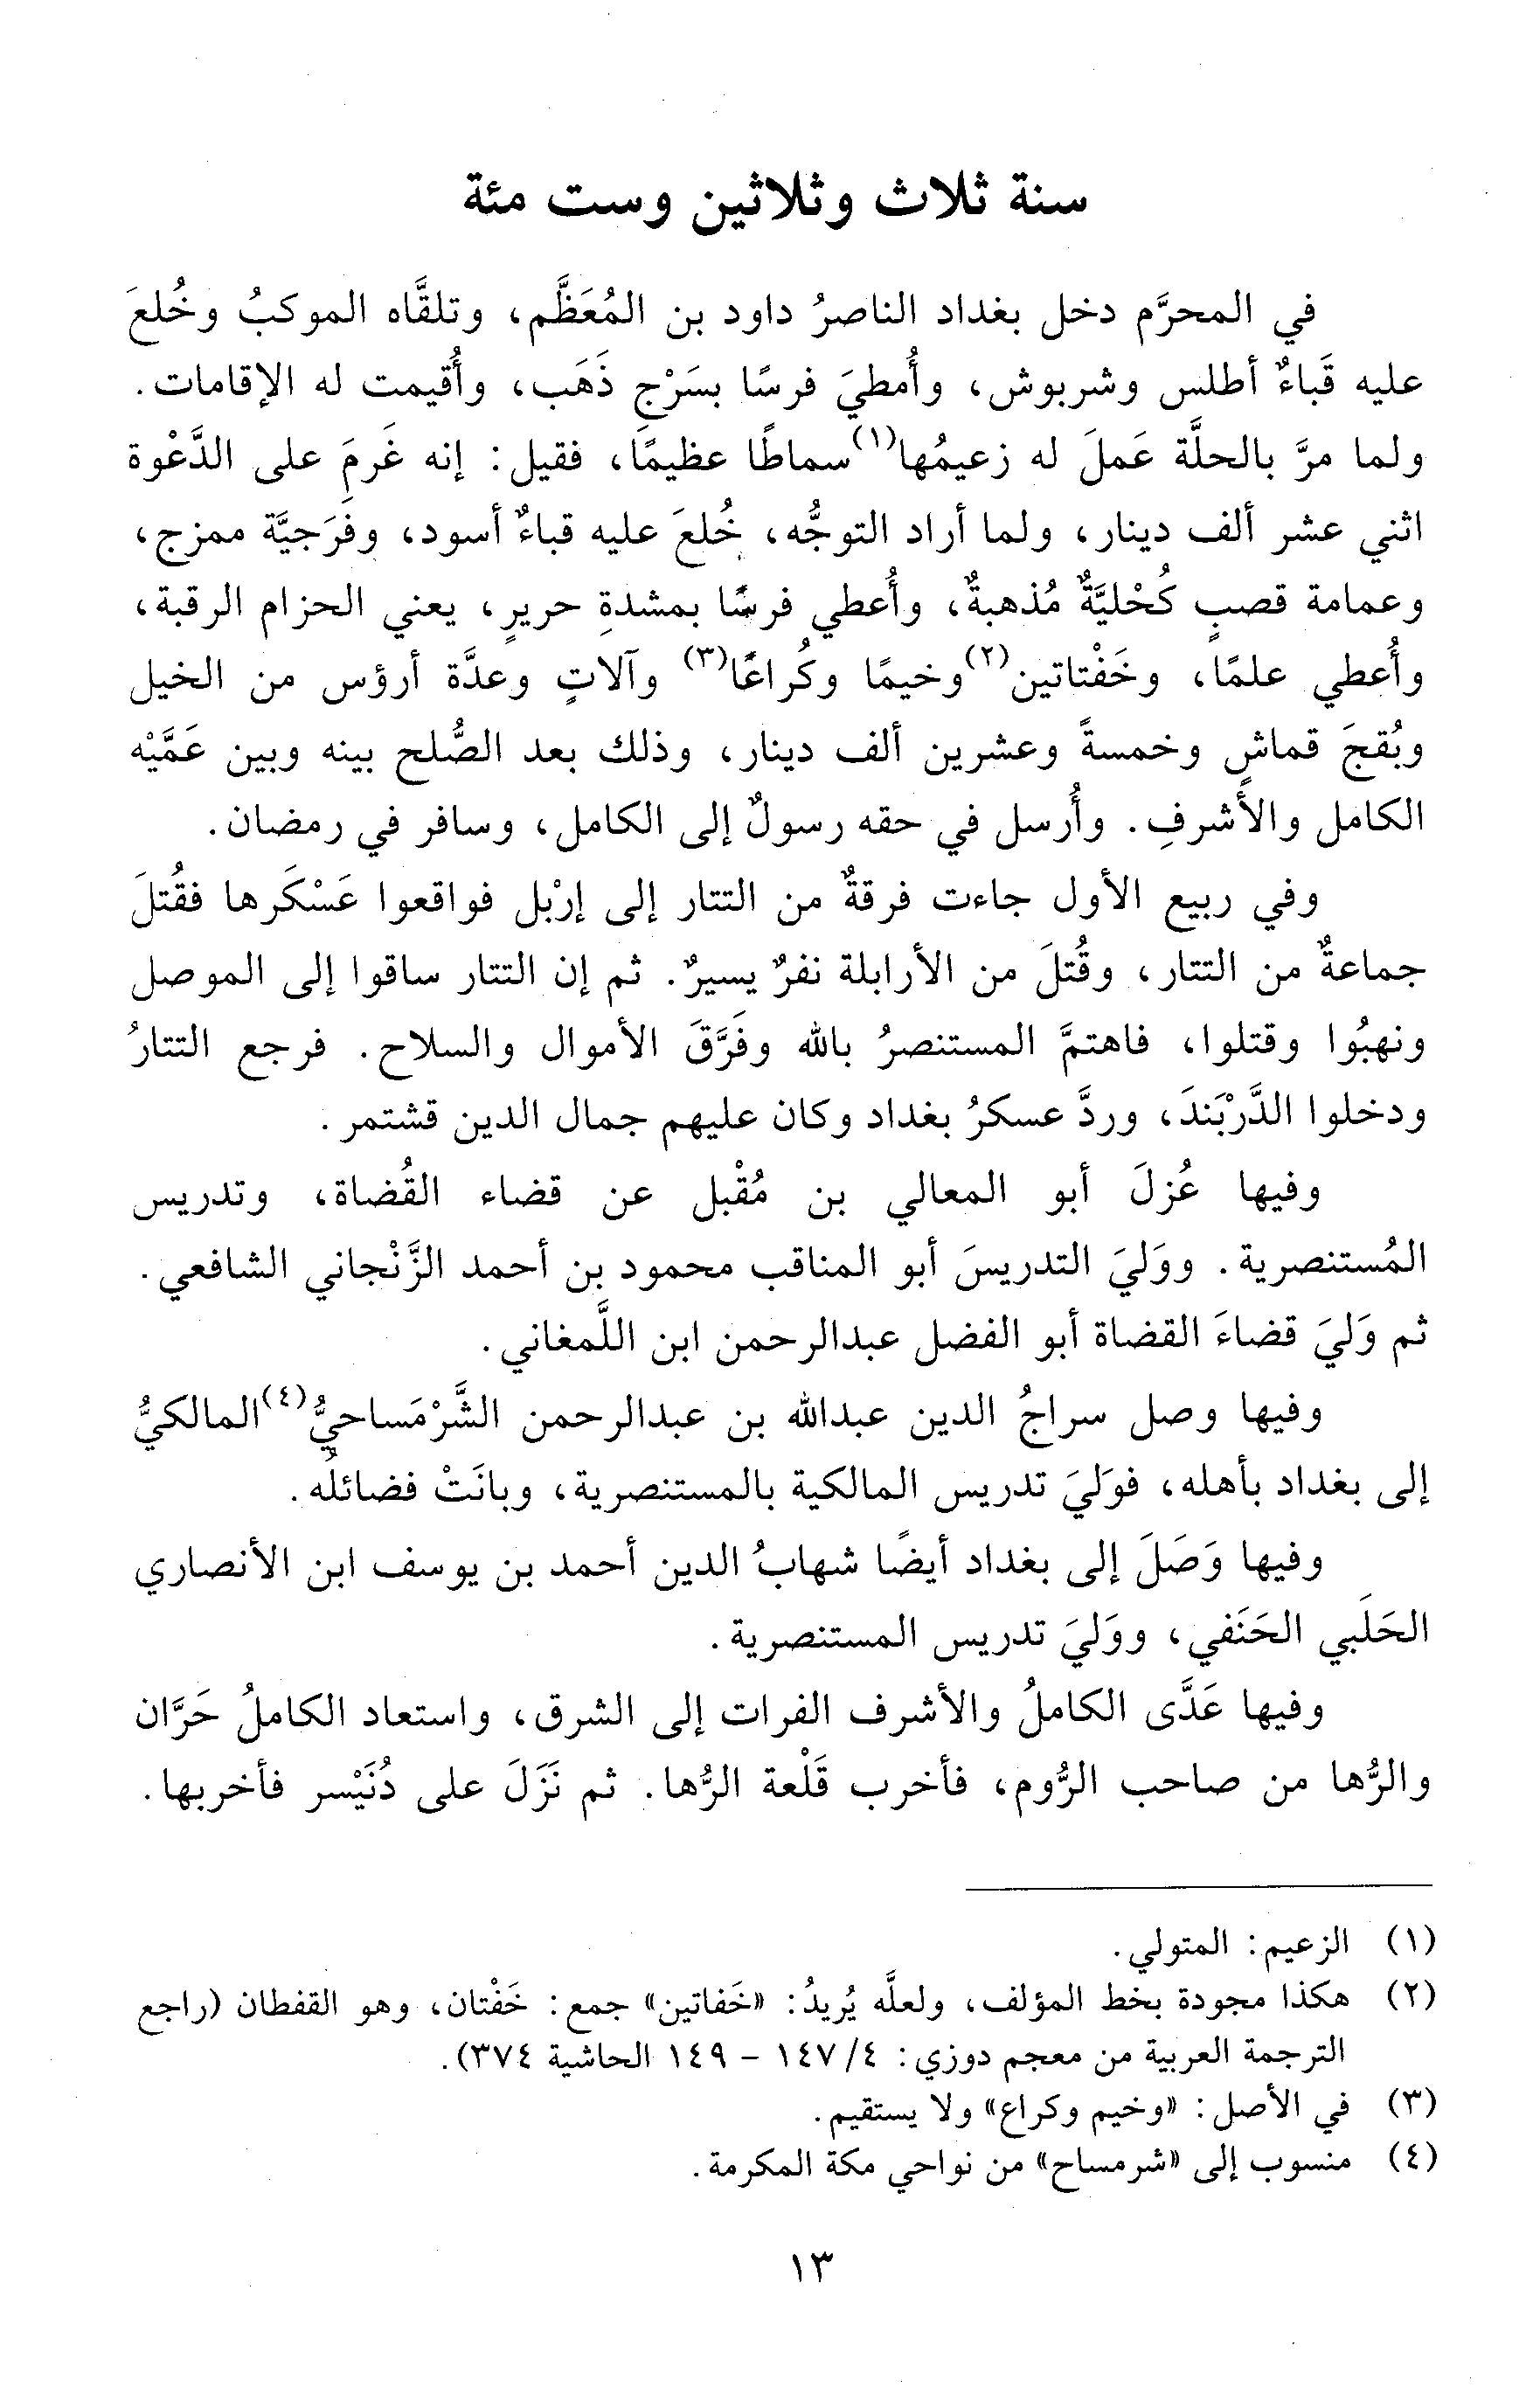 سنة ثلاث وثلاثين وست مئة
في المحرَّم دخل بغداد الناصرُ داود بن المُعَظَّم، وتلقَّاه الموكبُ وخُلعَ
عليه قَباءٌ أطلس وشربوش، وأُمطيَ فرسًا بسَرْجِ ذَهَب، وأُقيمت له الإقامات.
ولما مرَّ بالحلَّة عَملَ له زعيمُها(١) سماطًا عظيمًا، فقيل: إنه غَرمَ على الدَّعْوة
اثني عشر ألف دينار، ولما أراد التوجُّه، خُلعَ عليه قباءٌ أسود، وفَرَجيَّة ممزج،
وعمامة قصبٍ كُحْليَّةٌ مُذهبةٌ، وأُعطي فرسًا بمشدةِ حريرٍ، يعني الحزام الرقبة،
وأُعطي علمًا، وخَفْتاتين(٢) وخيمًا وكُراعًا(٣) وآلاتٍ وعدَّة أرؤس من الخيل
وبُقجَ قماشٍ وخمسةً وعشرين ألف دينار، وذلك بعد الصُّلح بينه وبين عَمَّيْه
الكامل والأشرفِ. وأُرسل في حقه رسولٌ إلى الكامل، وسافر في رمضان.
وفي ربيع الأول جاءت فرقةٌ من التتار إلى إرْبل فواقعوا عَسْكَرها فقُتلَ
جماعةٌ من التتار، وقُتلَ من الأرابلة نفرٌ يسيرٌ. ثم إن التتار ساقوا إلى الموصل
ونهبُوا وقتلوا، فاهتمَّ المستنصرُ بالله وفَرَّقَ الأموال والسلاح. فرجع التتارُ
ودخلوا الدَّرْبَندَ، وردَّ عسكرُ بغداد وكان عليهم جمال الدين قشتمر.
وفيها عُزلَ أبو المعالي بن مُقْبل عن قضاء القُضاة، وتدريس
المُستنصرية. ووَليَ التدريسَ أبو المناقب محمود بن أحمد الزَّنْجاني الشافعي.
ثم وَليَ قضاءَ القضاة أبو الفضل عبدالرحمن ابن اللَّمغاني.
وفيها وصل سراجُ الدين عبدالله بن عبدالرحمن الشَّرْمَساحيُّ(٤) المالكيُّ
إلى بغداد بأهله، فوَليَ تدريس المالكية بالمستنصرية، وبانَتْ فضائلُه.
وفيها وَصَلَ إلى بغداد أيضًا شهابُ الدين أحمد بن يوسف ابن الأنصاري
الحَلَبي الحَنَفي، ووَليَ تدريس المستنصرية.
وفيها عَدَّى الكاملُ والأشرف الفرات إلى الشرق، واستعاد الكاملُ حَرَّان
والرُّها من صاحب الرُّوم، فأخرب قَلْعة الرُّها. ثم نَزَلَ على دُنَيْسر فأخربها.
(١) الزعيم: المتولي.
(٢) هكذا مجودة بخط المؤلف، ولعلَّه يُريدُ: «خَفاتين» جمع: خَفْتان، وهو القفطان (راجع
الترجمة العربية من معجم دوزي: ٤/ ١٤٧ - ١٤٩ الحاشية ٣٧٤).
(٣) في الأصل: «وخيم وكراع» ولا يستقيم.
(٤) منسوب إلى «شرمساح» من نواحي مكة المكرمة.
١٣